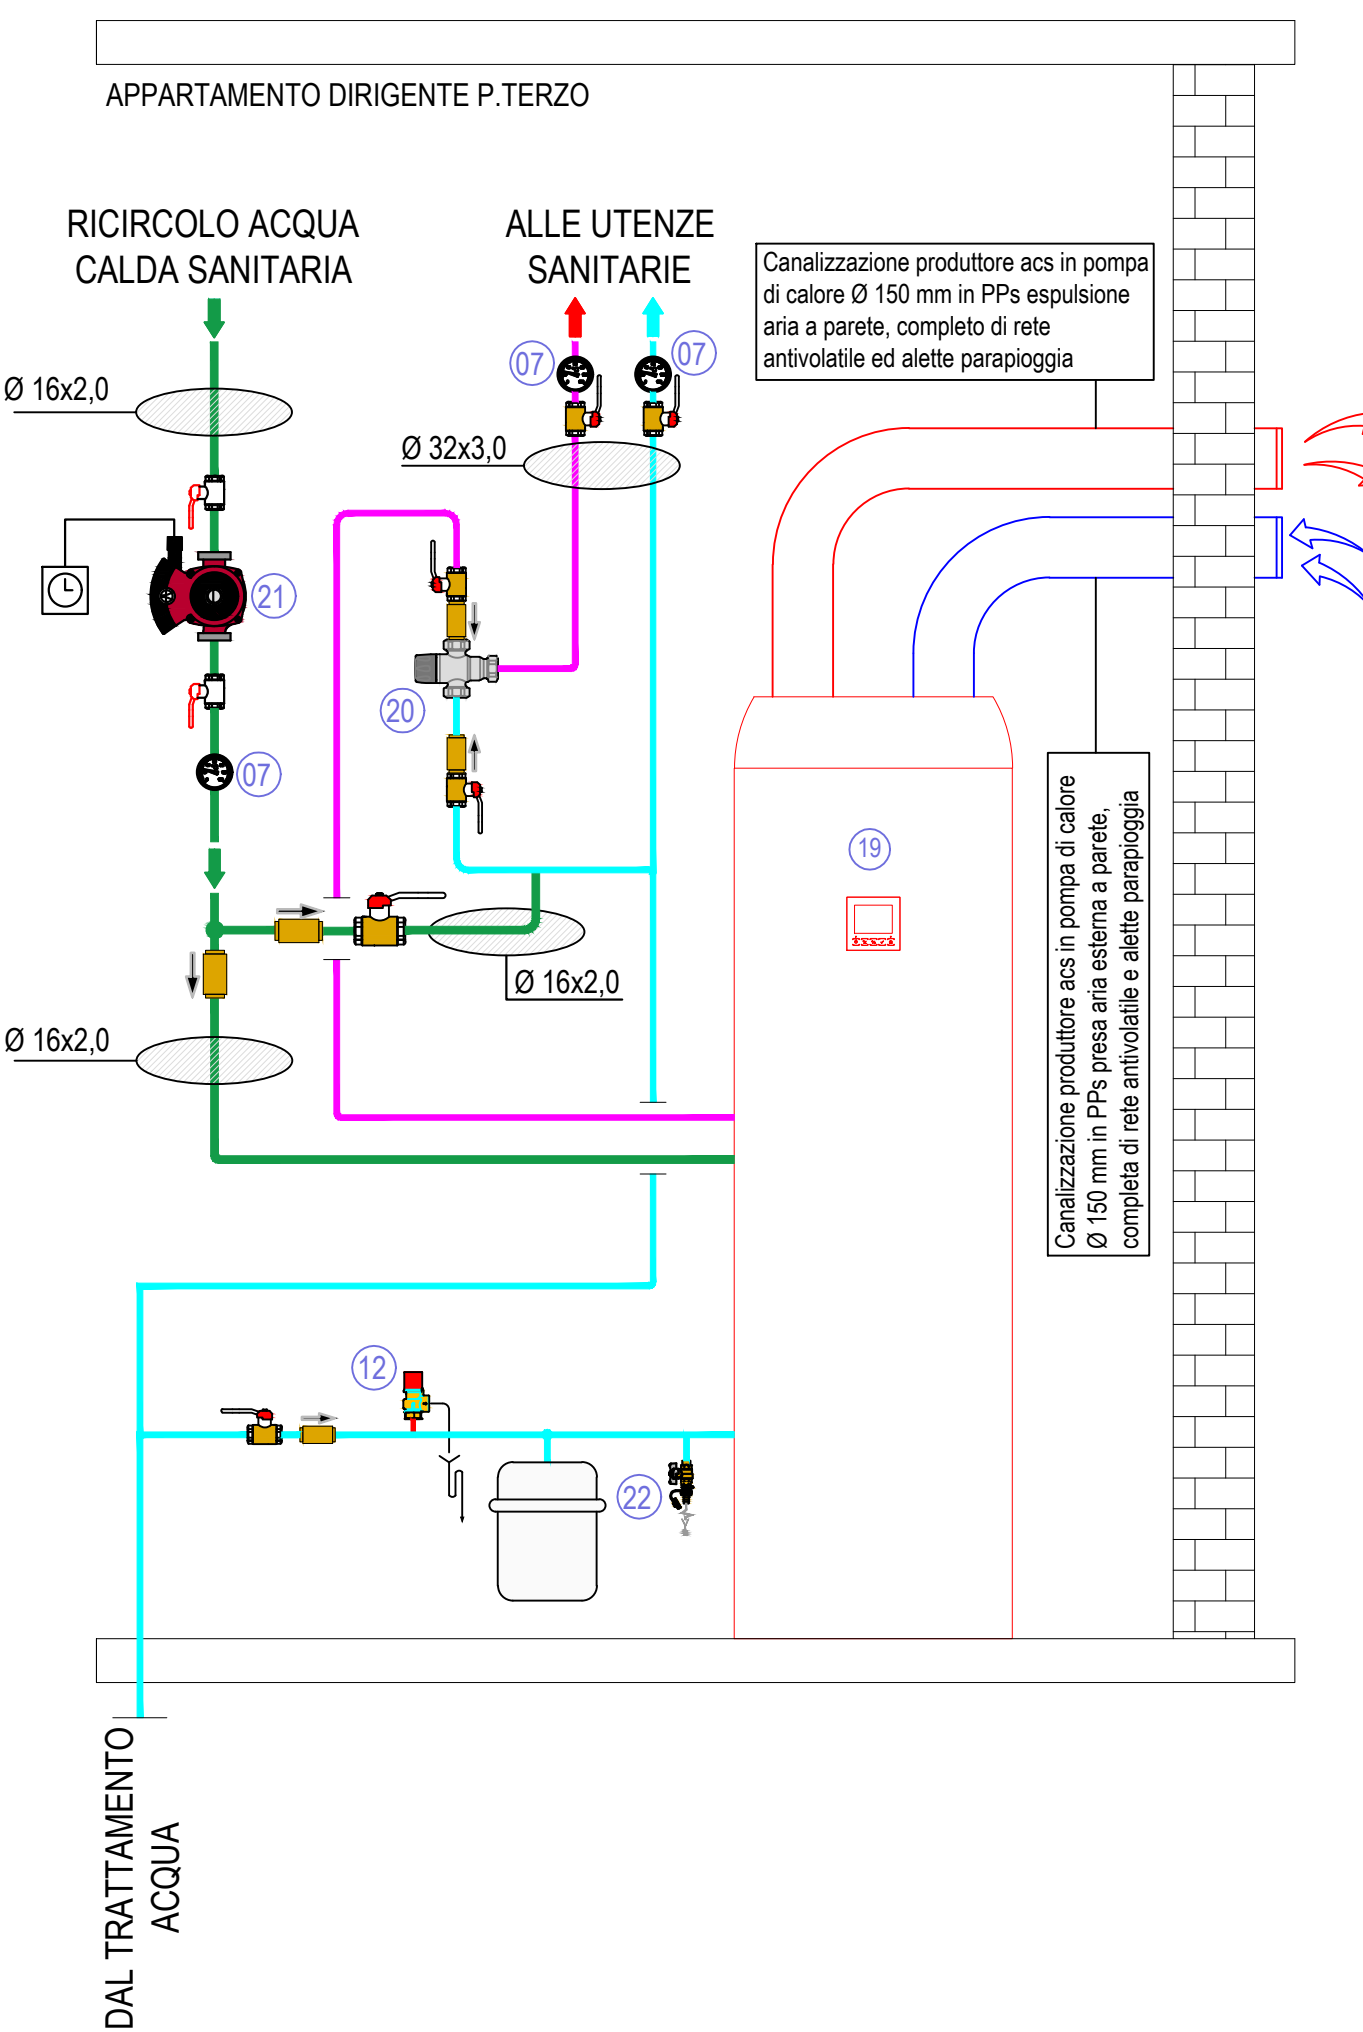 APPARTAMENTO DIRIGENTE P.TERZO
RICIRCOLO ACQUA
CALDA SANITARIA
ALLE UTENZE
SANITARIE
Canalizzazione produttore acs in pompa
di calore Ø 150 mm in PPs espulsione
aria a parete, completo di rete
antivolatile ed alette parapioggia
07
07
Ø 16x2,0
Ø 32x3,0
21
20
07
19
Canalizzazione produttore acs in pompa di calore
Ø 150 mm in PPs presa aria esterna a parete,
completa di rete antivolatile e alette parapioggia
Ø 16x2,0
Ø 16x2,0
12
22
DAL TRATTAMENTO
ACQUA